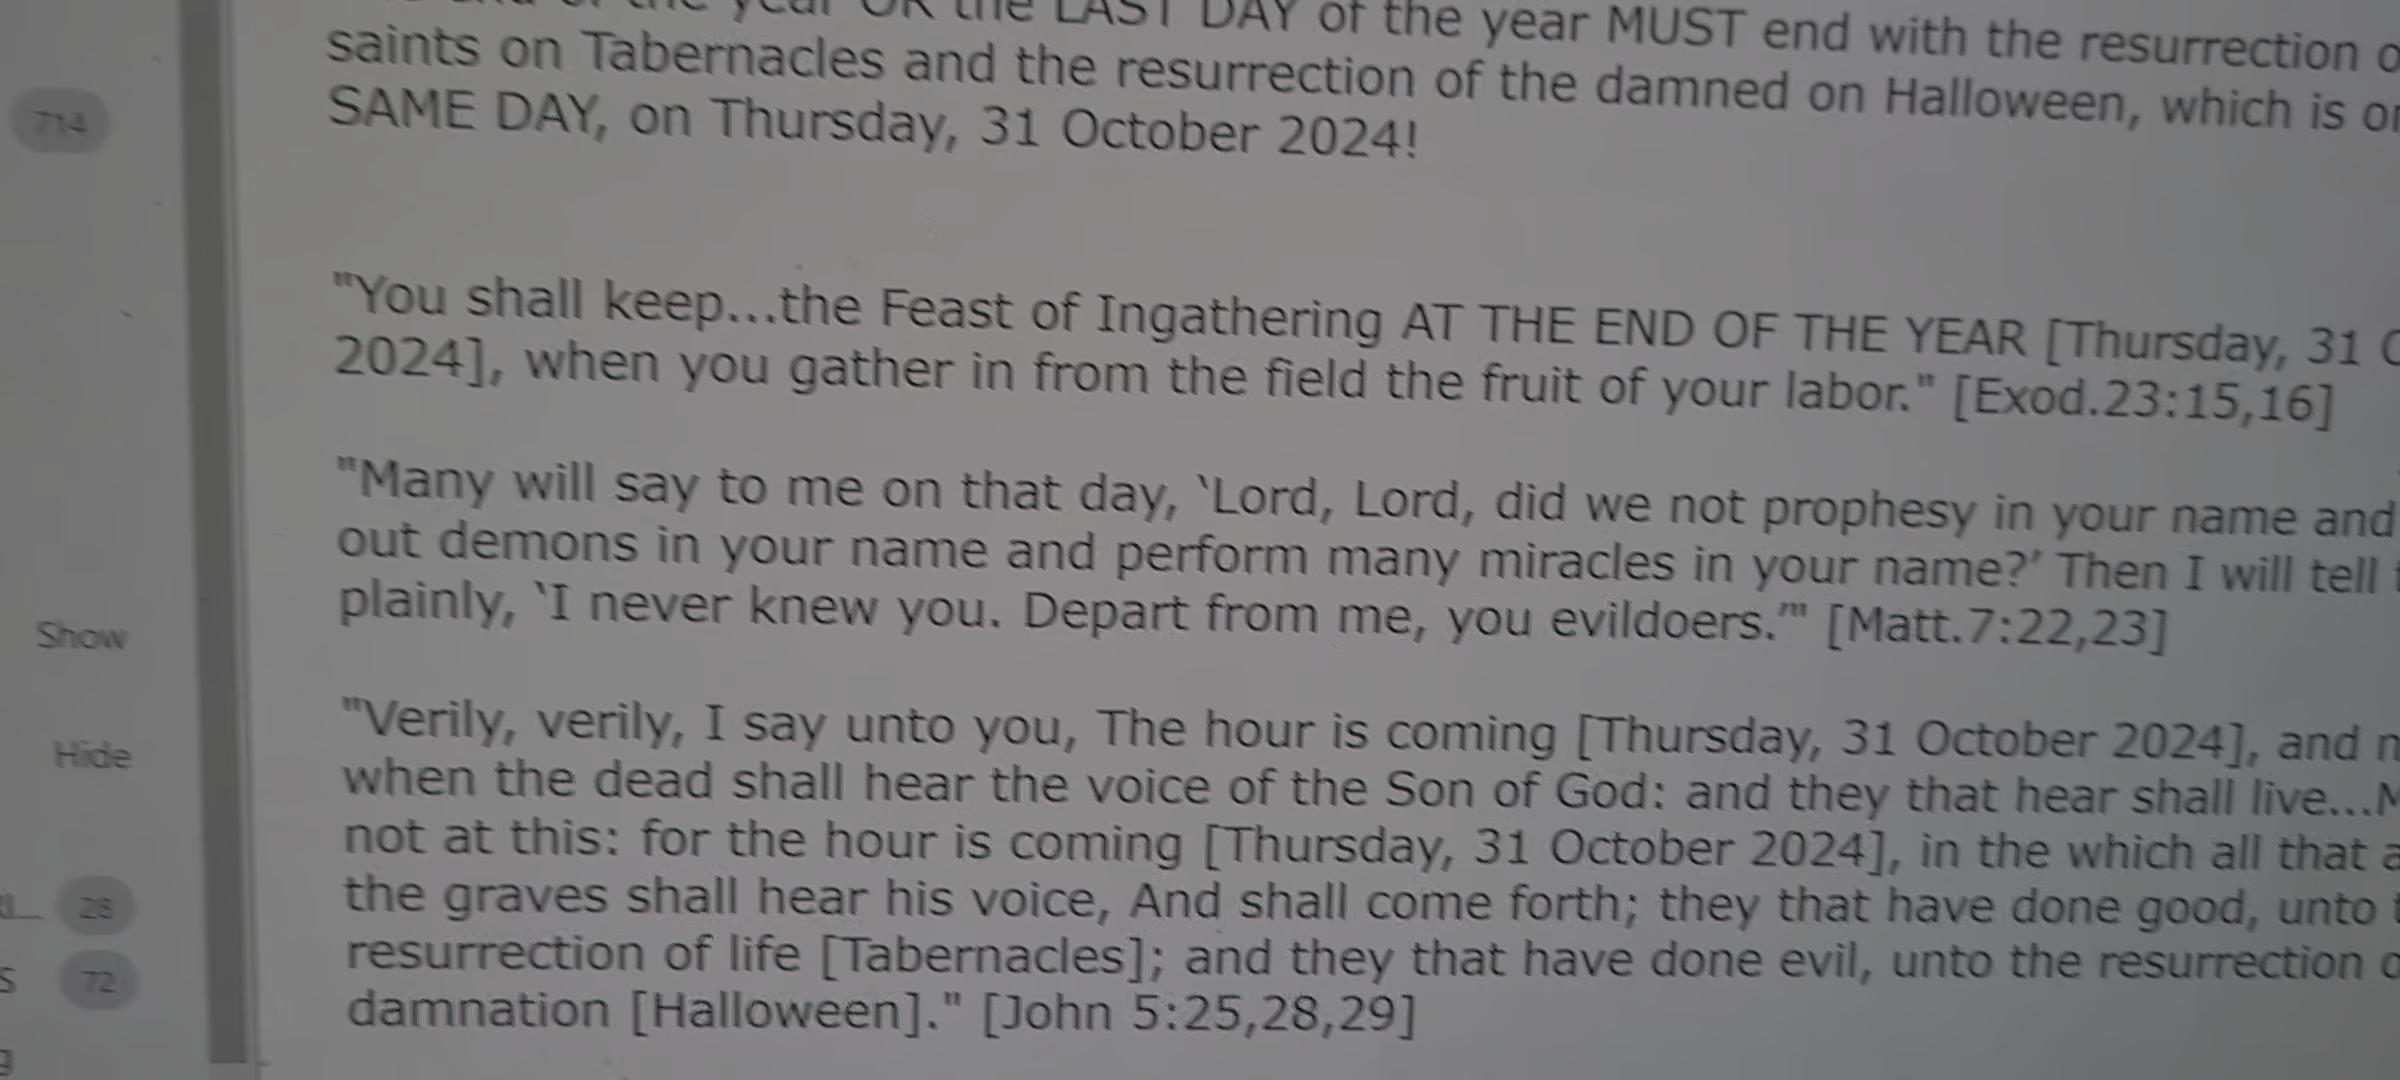 year OR the LAST DAY of the year MUST end with the resurrection
saints on Tabernacles and the resurrection of the damned on Halloween, which is
714
SAME DAY, on Thursday, 31 October 2024!
"You shall keep...the Feast of Ingathering AT THE END OF THE YEAR [Thursday, 31
2024], when you gather in from the field the fruit of your labor." [Exod.23:15,16]
"Many will say to me on that day, ‛Lord, Lord, did we not prophesy in your name and
out demons in your name and perform many miracles in your name?’ Then I will tell
plainly, ‛I never knew you. Depart from me, you evildoers.’" [Matt.7:22,23]
Show
"Verily, verily, I say unto you, The hour is coming [Thursday, 31 October 2024], and
Hide
when the dead shall hear the voice of the Son of God: and they that hear shall live...
not at this: for the hour is coming [Thursday, 31 October 2024], in the which all that
28
the graves shall hear his voice, And shall come forth; they that have done good, unto
72
resurrection of life [Tabernacles]; and they that have done evil, unto the resurrection
damnation [Halloween]." [John 5:25,28,29]